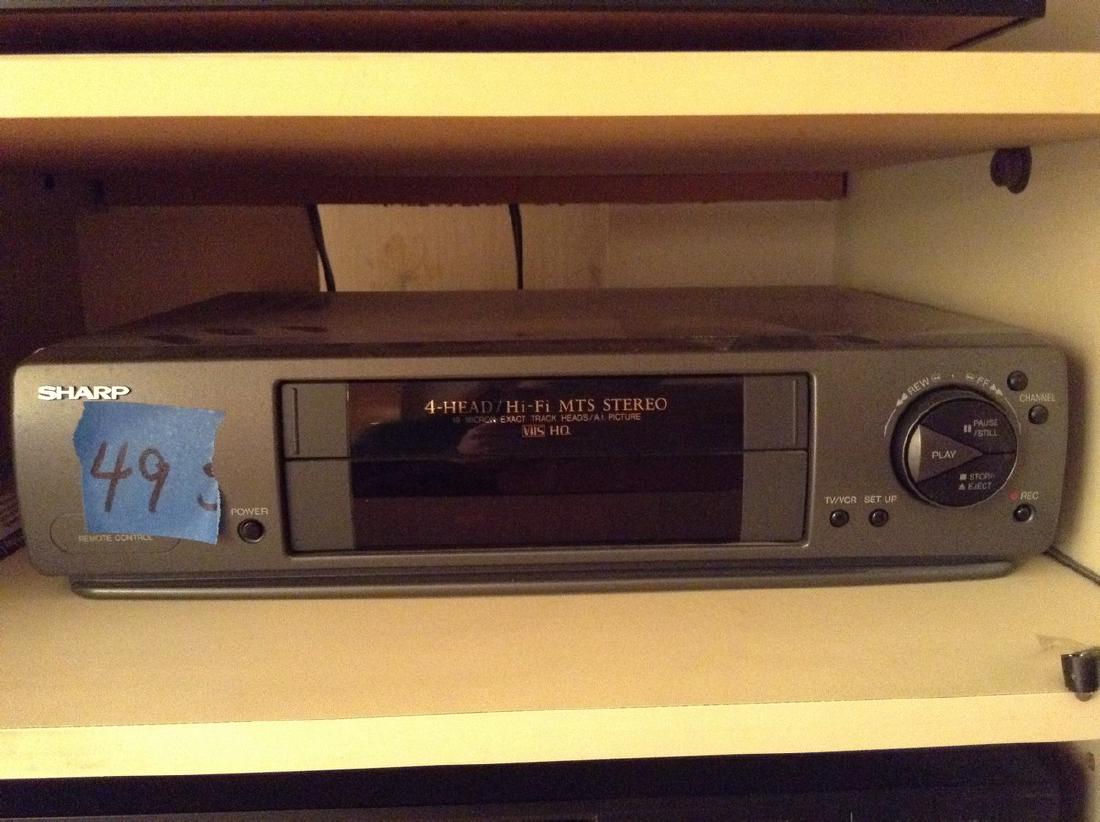 SHARP
4-HEAD/Hi-Fi MTS STEREO
19 MICRON EXACT TRACK HEADS/A.I. PICTURE
VHS HQ
49
REMOTE CONTROL
POWER
REW
FF
CHANNEL
PAUSE
/STILL
PLAY
STOP/
EJECT
TV/VCR SET UP
REC